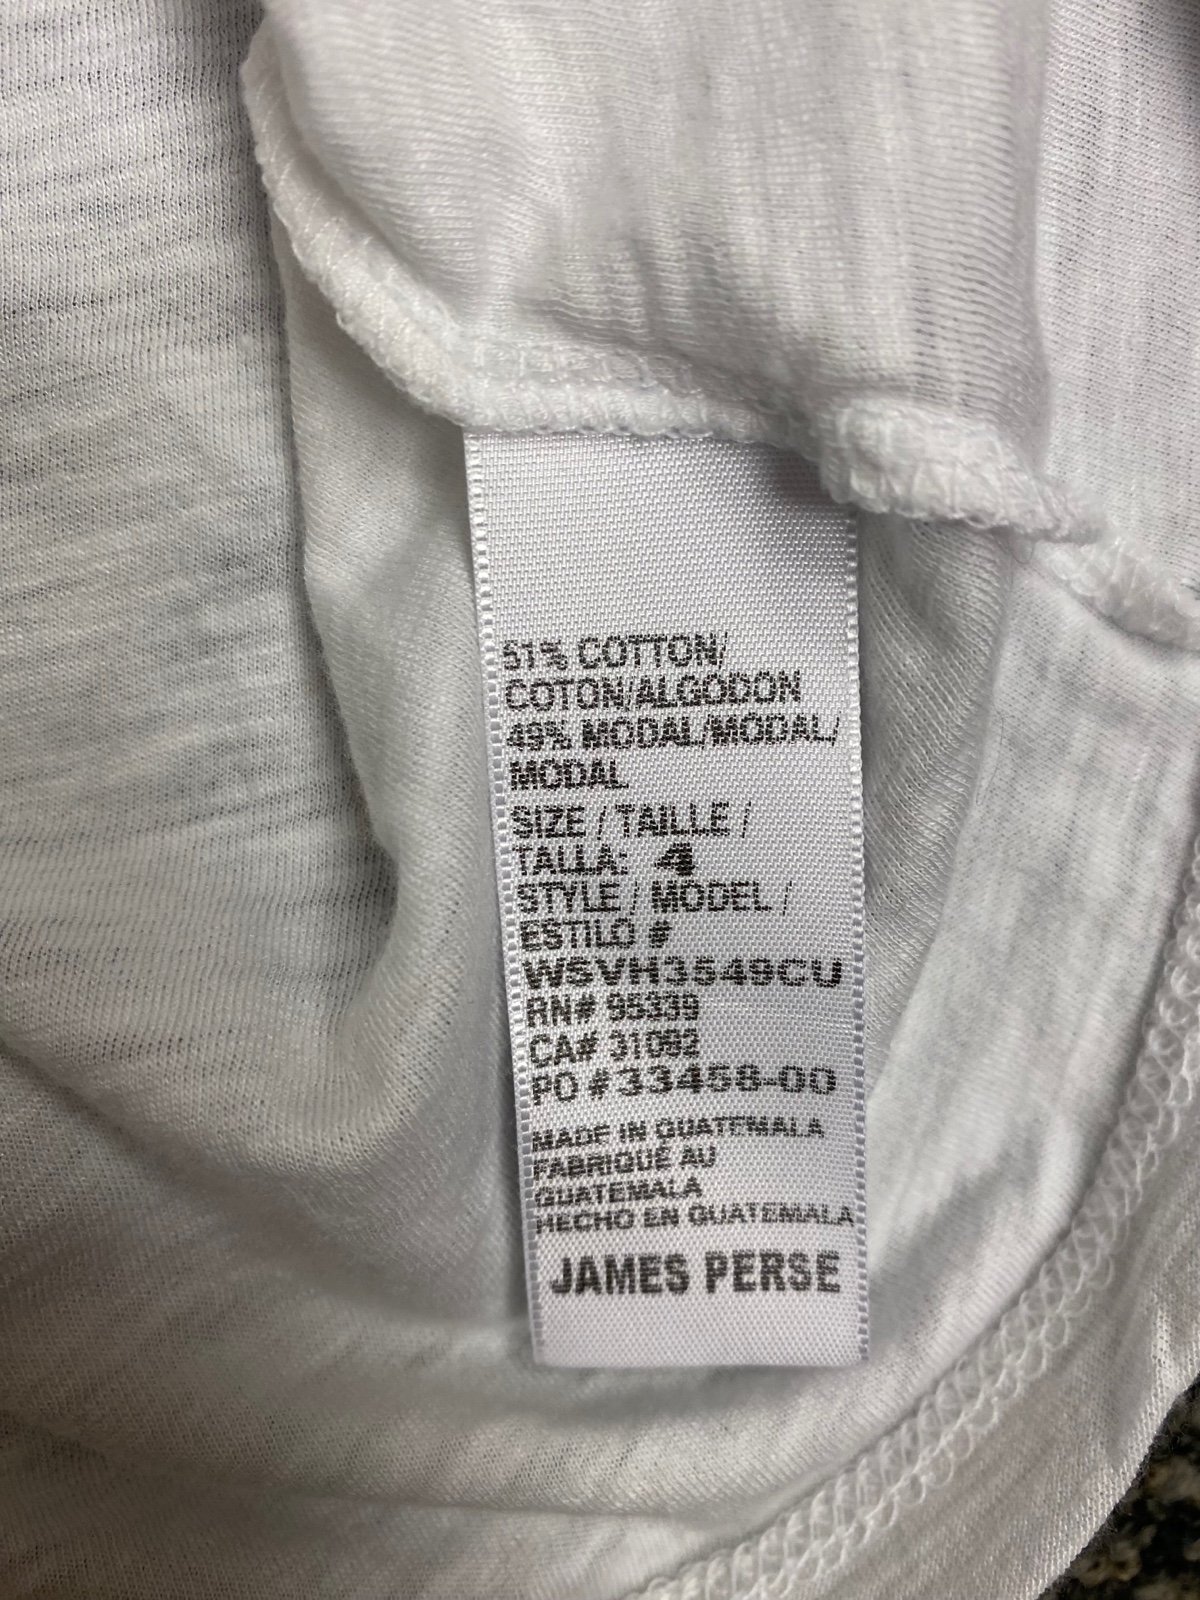 51% COTTON/
COTON/ALGODON
49% MODAL/MODAL/
MODAL
SIZE / TAILLE /
TALLA: 4
STYLE / MODEL /
ESTILO #
WSVH3549CU
RN# 95339
CA# 31082
PO # 33458-00
MADE IN GUATEMALA
FABRIQUÉ AU
GUATEMALA
HECHO EN GUATEMALA
JAMES PERSE